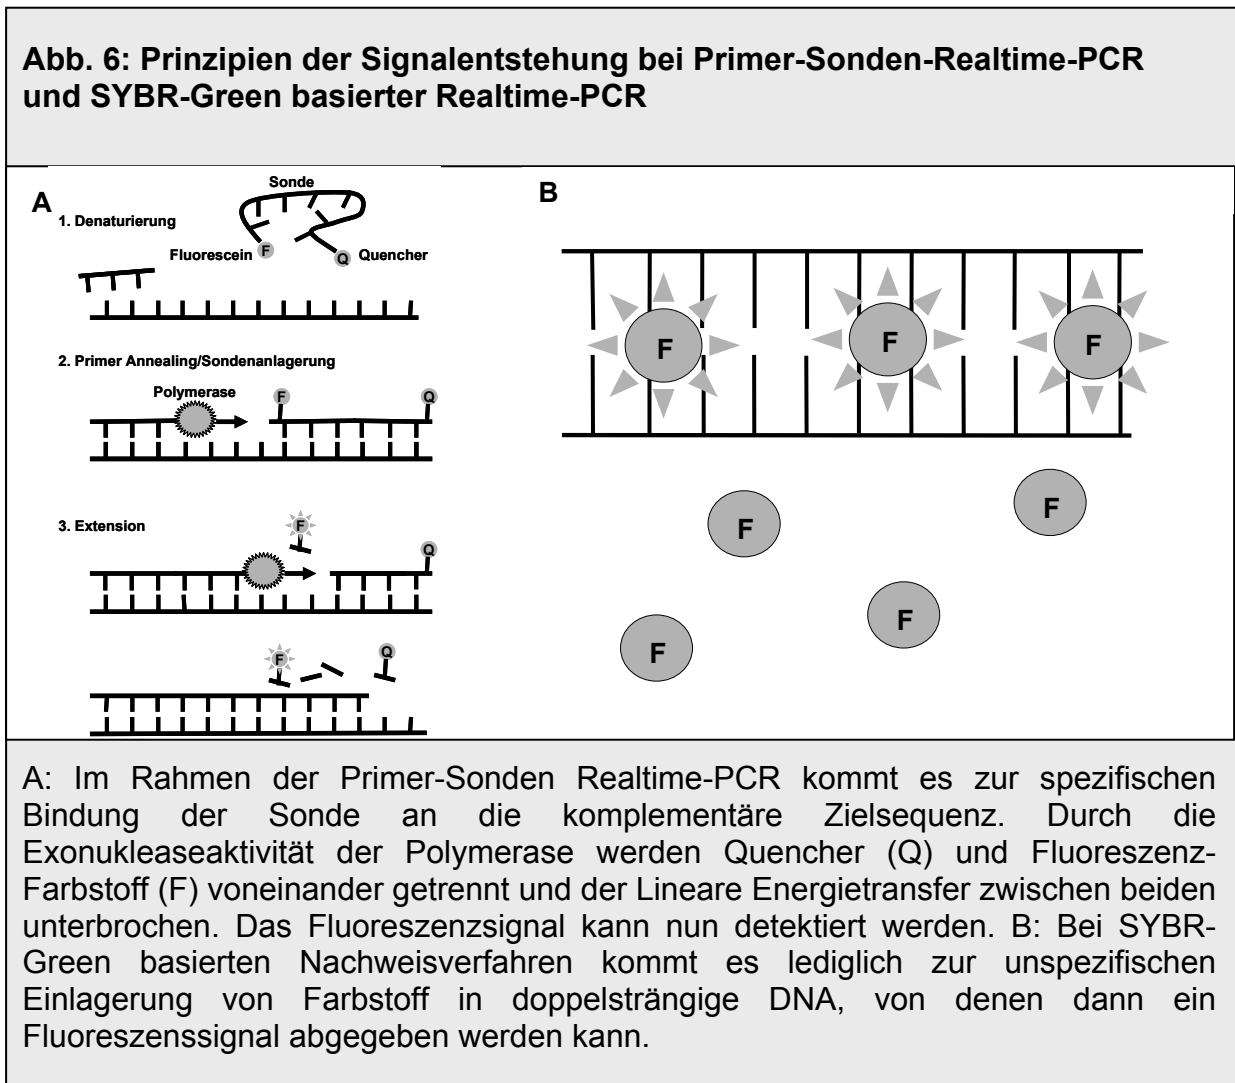 Abb. 6: Prinzipien der Signalentstehung bei Primer-Sonden-Realtime-PCR
und SYBR-Green basierter Realtime-PCR
A
Sonde
1. Denaturierung
Fluorescein F
Q Quencher
2. Primer Annealing/Sondenanlagerung
Polymerase
F
Q
3. Extension
F
Q
F
Q
B
F
F
F
F
F
F
F
A: Im Rahmen der Primer-Sonden Realtime-PCR kommt es zur spezifischen
Bindung der Sonde an die komplementäre Zielsequenz. Durch die
Exonukleaseaktivität der Polymerase werden Quencher (Q) und Fluoreszenz-
Farbstoff (F) voneinander getrennt und der Lineare Energietransfer zwischen beiden
unterbrochen. Das Fluoreszenzsignal kann nun detektiert werden. B: Bei SYBR-
Green basierten Nachweisverfahren kommt es lediglich zur unspezifischen
Einlagerung von Farbstoff in doppelsträngige DNA, von denen dann ein
Fluoreszenssignal abgegeben werden kann.